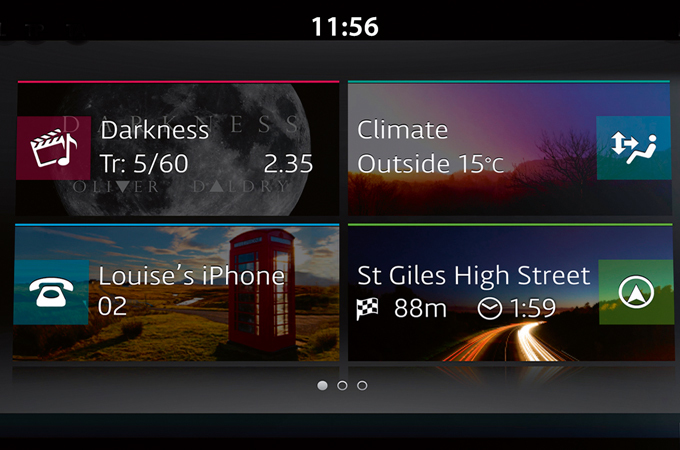 11:56
DARKNESS
Darkness
Tr: 5/60 2.35
OLIVER DALDRY
Climate
Outside 15°C
Louise's iPhone
02
St Giles High Street
88m 1:59